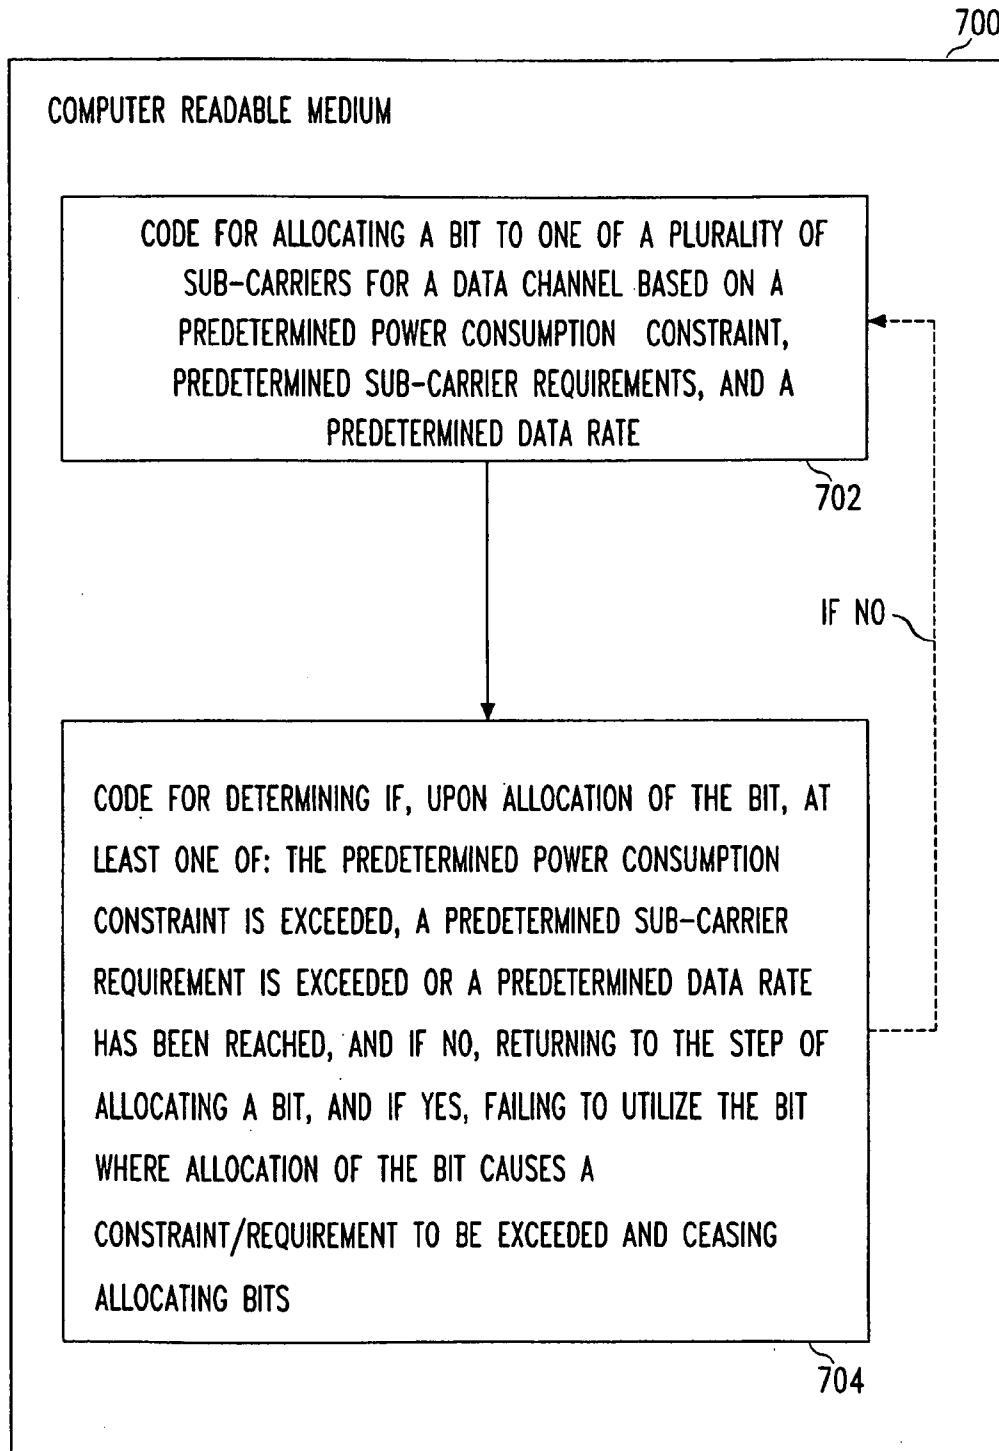 700
COMPUTER READABLE MEDIUM
CODE FOR ALLOCATING A BIT TO ONE OF A PLURALITY OF
SUB-CARRIERS FOR A DATA CHANNEL BASED ON A
PREDETERMINED POWER CONSUMPTION CONSTRAINT,
PREDETERMINED SUB-CARRIER REQUIREMENTS, AND A
PREDETERMINED DATA RATE
702
IF NO
CODE FOR DETERMINING IF, UPON ALLOCATION OF THE BIT, AT
LEAST ONE OF: THE PREDETERMINED POWER CONSUMPTION
CONSTRAINT IS EXCEEDED, A PREDETERMINED SUB-CARRIER
REQUIREMENT IS EXCEEDED OR A PREDETERMINED DATA RATE
HAS BEEN REACHED, AND IF NO, RETURNING TO THE STEP OF
ALLOCATING A BIT, AND IF YES, FAILING TO UTILIZE THE BIT
WHERE ALLOCATION OF THE BIT CAUSES A
CONSTRAINT/REQUIREMENT TO BE EXCEEDED AND CEASING
ALLOCATING BITS
704